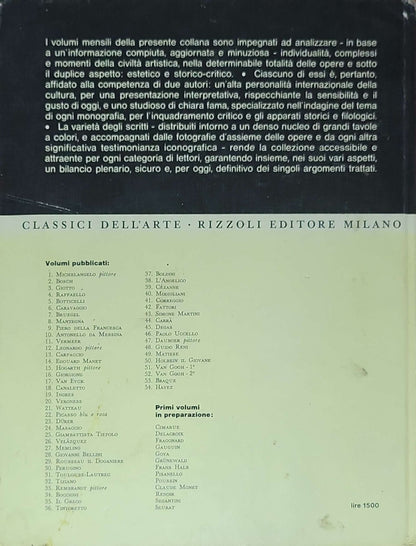 I volumi mensili della presente collana sono impegnati ad analizzare - in base
a un'informazione compiuta, aggiornata e minuziosa - individualità, complessi
e momenti della civiltà artistica, nella determinabile totalità delle opere e sotto
il duplice aspetto: estetico e storico-critico. • Ciascuno di essi è, pertanto,
affidato alla competenza di due autori: un'alta personalità internazionale della
cultura, per una presentazione interpretativa, rispecchiante la sensibilità e il
gusto di oggi, e uno studioso di chiara fama, specializzato nell'indagine del tema
di ogni monografia, per l'inquadramento critico e gli apparati storici e filologici.
• La varietà degli scritti - distribuiti intorno a un denso nucleo di grandi tavole
a colori, e accompagnati dalle fotografie d'assieme delle opere e da ogni altra
significativa testimonianza iconografica - rende la collezione accessibile e
attraente per ogni categoria di lettori, garantendo insieme, nei suoi vari aspetti,
un bilancio plenario, sicuro e, per oggi, definitivo dei singoli argomenti trattati.
CLASSICI DELL'ARTE · RIZZOLI EDITORE MILANO
Volumi pubblicati:
1. MICHELANGELO pittore
2. BOSCH
3. GIOTTO
4. RAFFAELLO
5. BOTTICELLI
6. CARAVAGGIO
7. BRUEGEL
8. MANTEGNA
9. PIERO DELLA FRANCESCA
10. ANTONELLO DA MESSINA
11. VERMEER
12. LEONARDO pittore
13. CARPACCIO
14. EDOUARD MANET
15. HOGARTH pittore
16. GIORGIONE
17. VAN EYCK
18. CANALETTO
19. INGRES
20. VERONESE
21. WATTEAU
22. PICASSO blu e rosa
23. DÜRER
24. MASACCIO
25. GIAMBATTISTA TIEPOLO
26. VELÁZQUEZ
27. MEMLING
28. GIOVANNI BELLINI
29. ROUSSEAU IL DOGANIERE
30. PERUGINO
31. TOULOUSE-LAUTREC
32. TIZIANO
33. REMBRANDT pittore
34. BOCCIONI
35. IL GRECO
36. TINTORETTO
37. BOLDINI
38. L'ANGELICO
39. CÉZANNE
40. MODIGLIANI
41. CORREGGIO
42. FATTORI
43. SIMONE MARTINI
44. CARRÀ
45. DEGAS
46. PAOLO UCCELLO
47. DAUMIER pittore
48. GUIDO RENI
49. MATISSE
50. HOLBEIN IL GIOVANE
51. VAN GOGH - 1°
52. VAN GOGH - 2°
53. BRAQUE
54. HAYEZ
Primi volumi
in preparazione:
CIMABUE
DELACROIX
FRAGONARD
GAUGUIN
GOYA
GRÜNEWALD
FRANS HALS
PISANELLO
POUSSIN
CLAUDE MONET
RENOIR
SEGANTINI
SEURAT
lire 1500